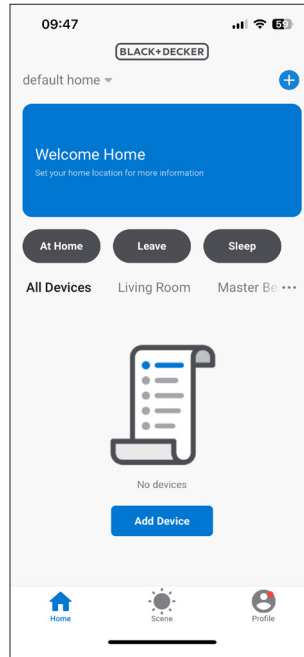 09:47
59
BLACK+DECKER
default home
Welcome Home
Set your home location for more information
At Home Leave Sleep
All Devices Living Room Master Be
No devices
Add Device
Home Scene Profile